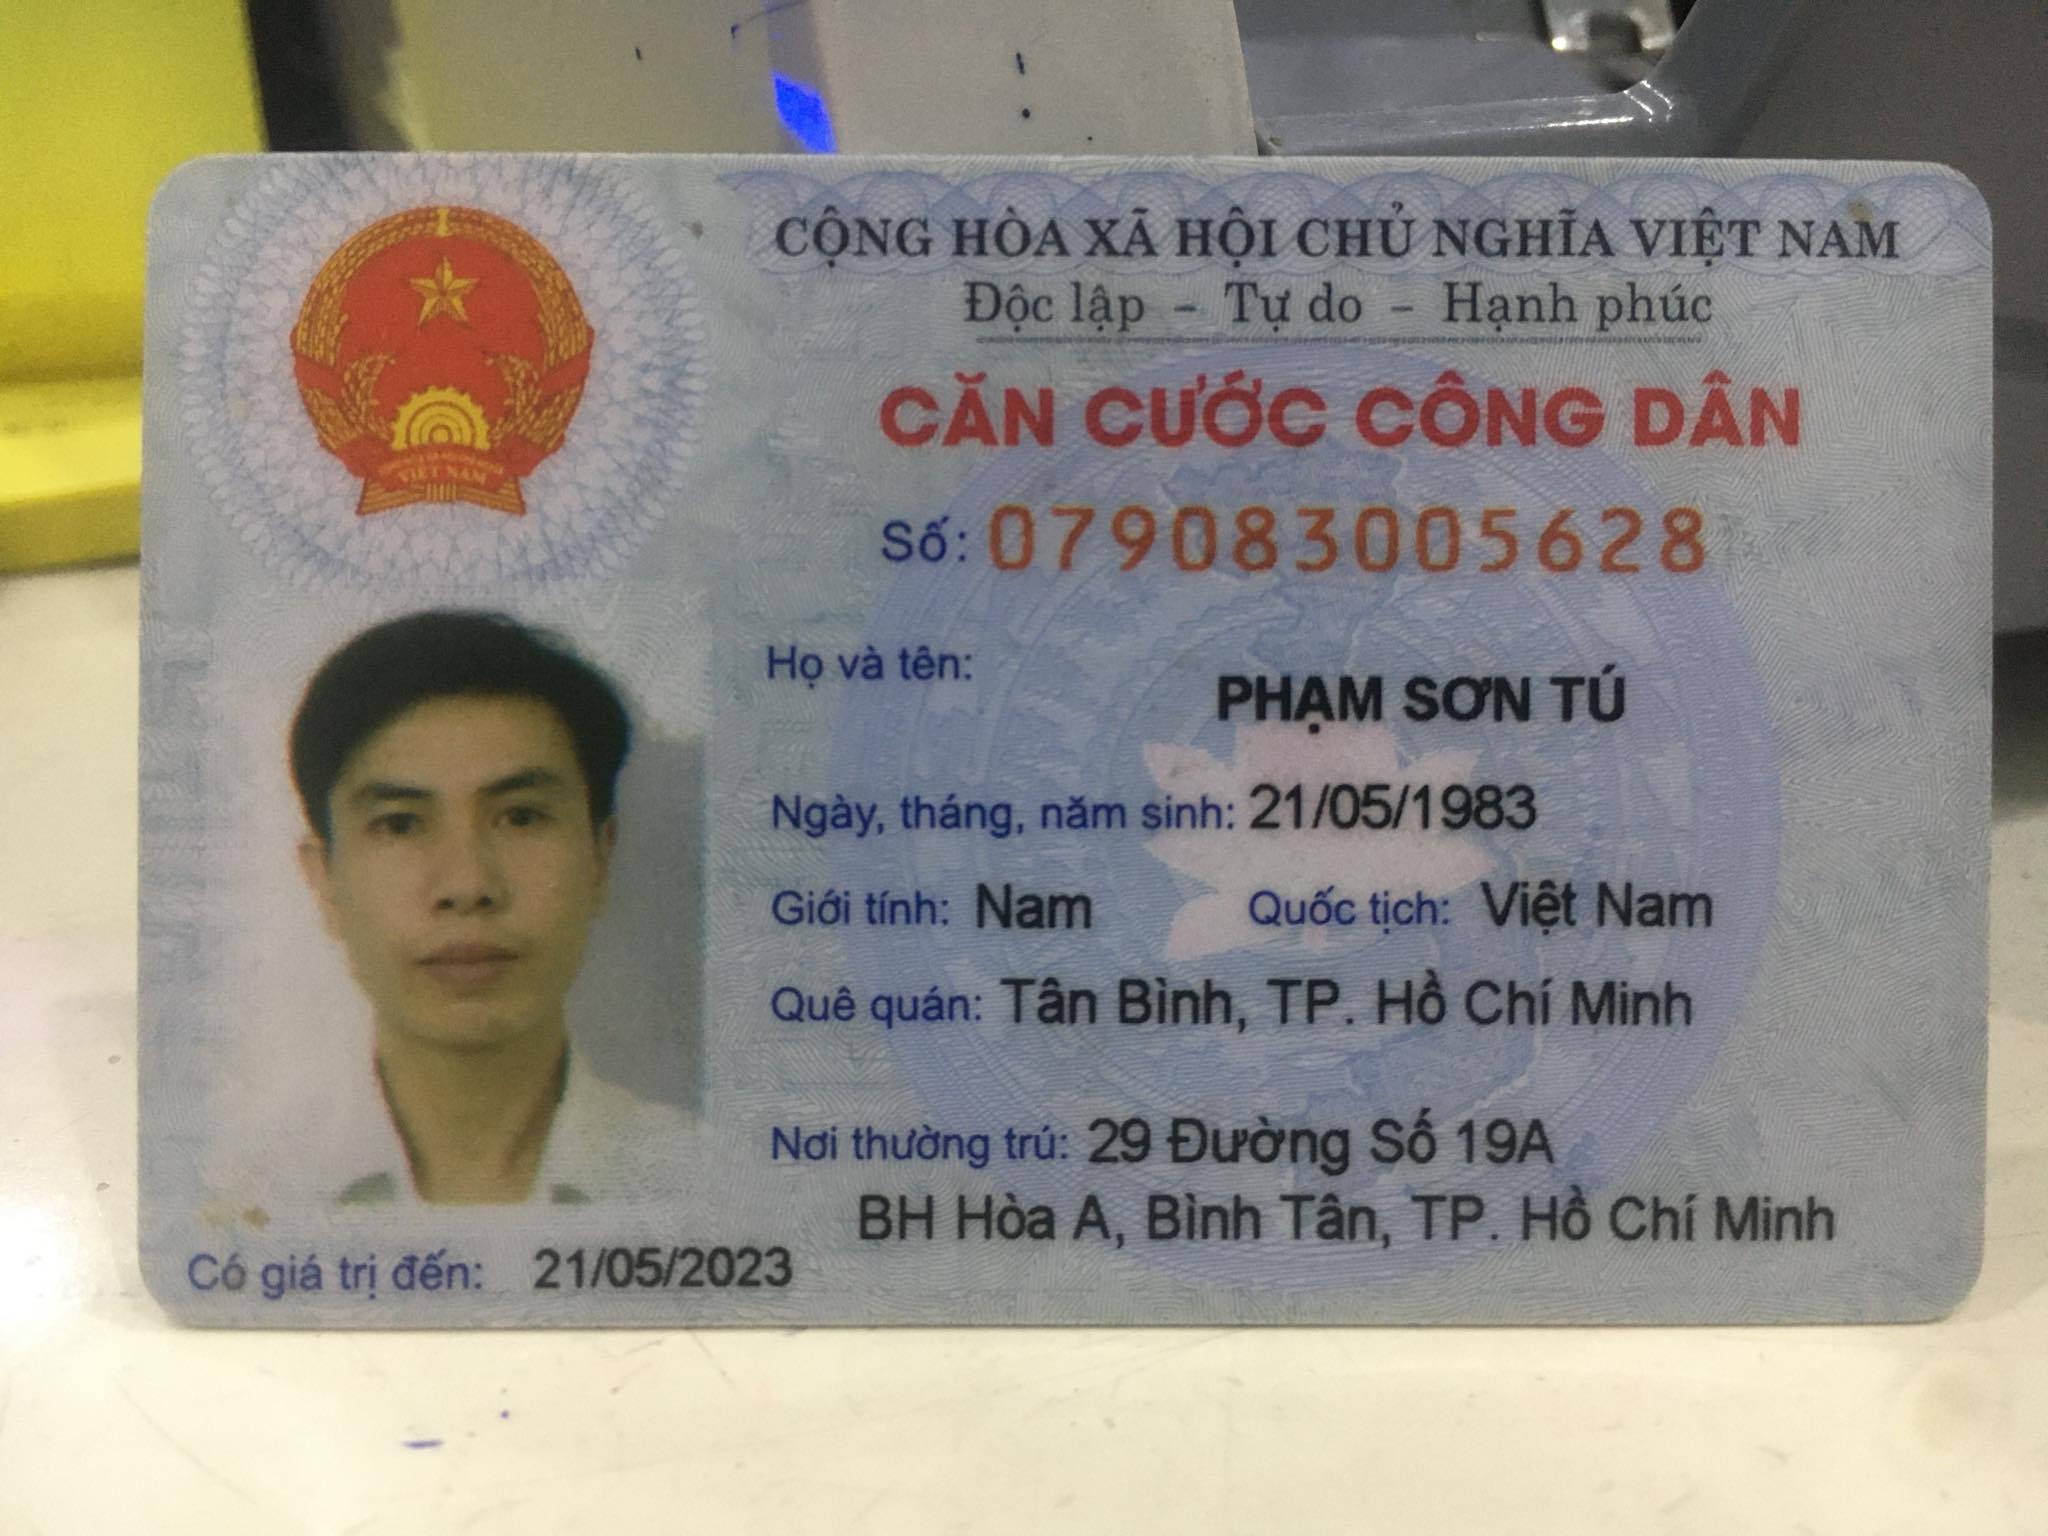 CỘNG HÒA XÃ HỘI CHỦ NGHĨA VIỆT NAM
Độc lập - Tự do - Hạnh phúc
CĂN CƯỚC CÔNG DÂN
Số: 079083005628
Họ và tên: PHẠM SƠN TÚ
Ngày, tháng, năm sinh: 21/05/1983
Giới tính: Nam Quốc tịch: Việt Nam
Quê quán: Tân Bình, TP. Hồ Chí Minh
Nơi thường trú: 29 Đường Số 19A
BH Hòa A, Bình Tân, TP. Hồ Chí Minh
Có giá trị đến: 21/05/2023
VIỆT NAM